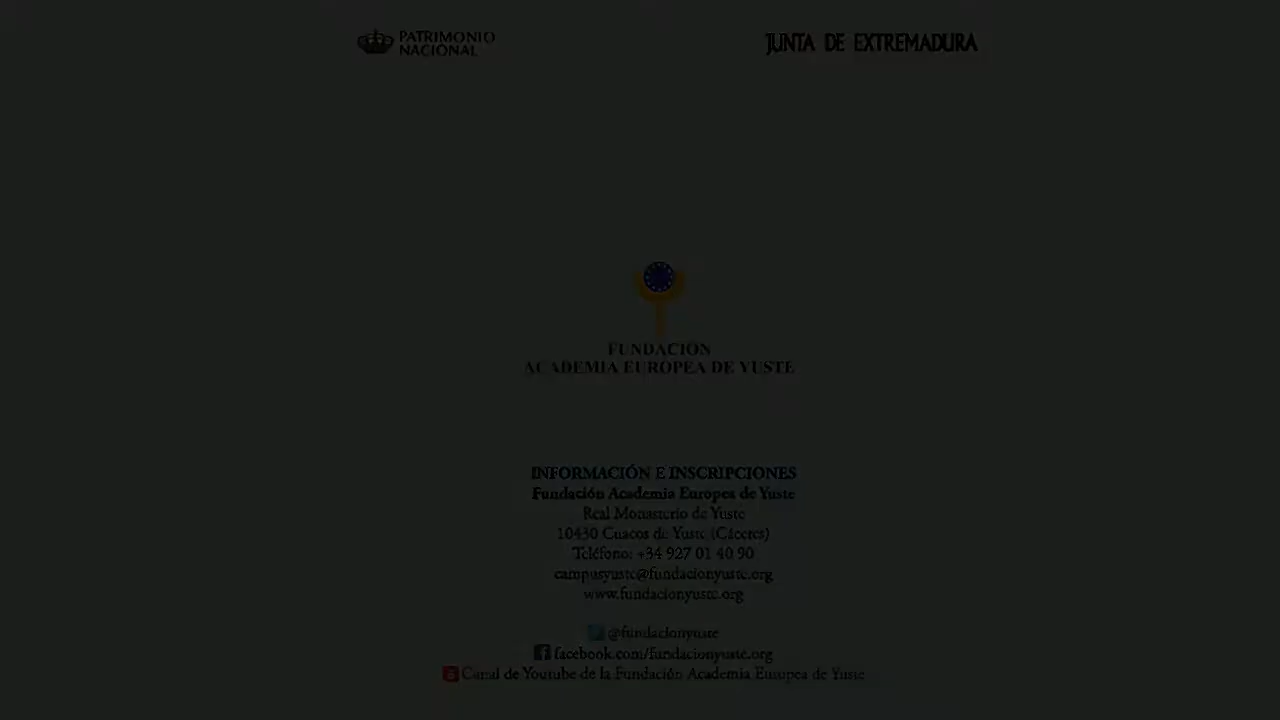 PATRIMONIO
NACIONAL
JUNTA DE EXTREMADURA
FUNDACIÓN
ACADEMIA EUROPEA DE YUSTE
INFORMACIÓN E INSCRIPCIONES
Fundación Academia Europea de Yuste
Real Monasterio de Yuste
10430 Cuacos de Yuste (Cáceres)
Teléfono: +34 927 01 40 90
campusyuste@fundacionyuste.org
www.fundacionyuste.org
@fundacionyuste
facebook.com/fundacionyuste.org
Canal de Youtube de la Fundación Academia Europea de Yuste